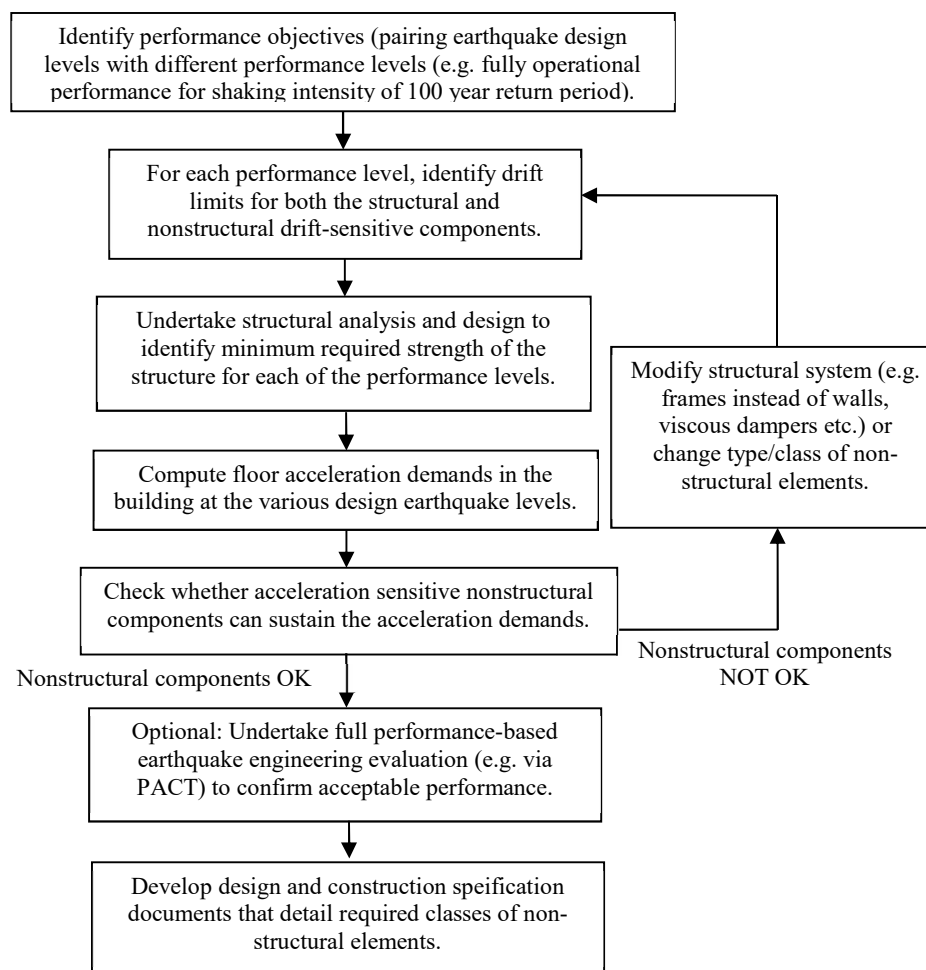 Identify performance objectives (pairing earthquake design
levels with different performance levels (e.g. fully operational
performance for shaking intensity of 100 year return period).
For each performance level, identify drift
limits for both the structural and
nonstructural drift-sensitive components.
Undertake structural analysis and design to
identify minimum required strength of the
structure for each of the performance levels.
Modify structural system (e.g.
frames instead of walls,
viscous dampers etc.) or
change type/class of non-
structural elements.
Compute floor acceleration demands in the
building at the various design earthquake levels.
Check whether acceleration sensitive nonstructural
components can sustain the acceleration demands.
Nonstructural components
NOT OK
Nonstructural components OK
Optional: Undertake full performance-based
earthquake engineering evaluation (e.g. via
PACT) to confirm acceptable performance.
Develop design and construction speification
documents that detail required classes of non-
structural elements.